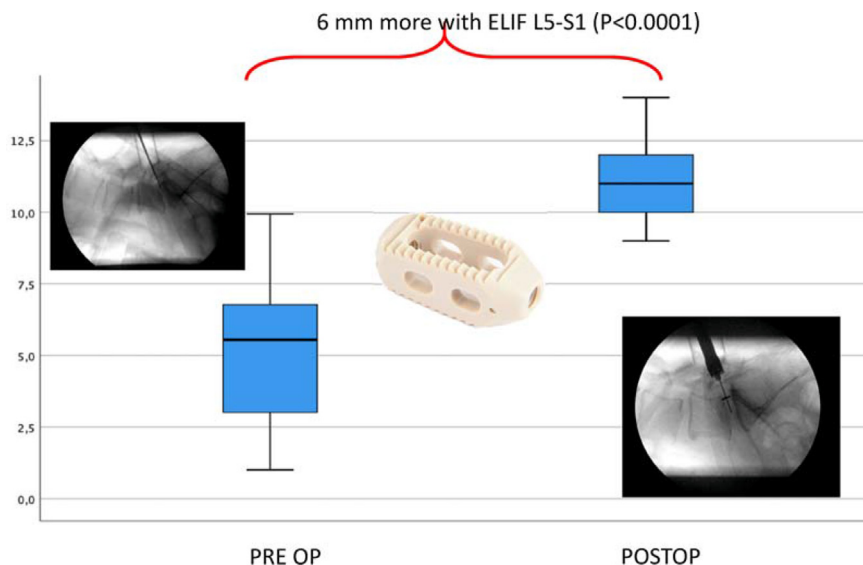 6 mm more with ELIF L5-S1 (P<0.0001)
12,5
10,0
7,5
5,0
2,5
0,0
PRE OP
POSTOP